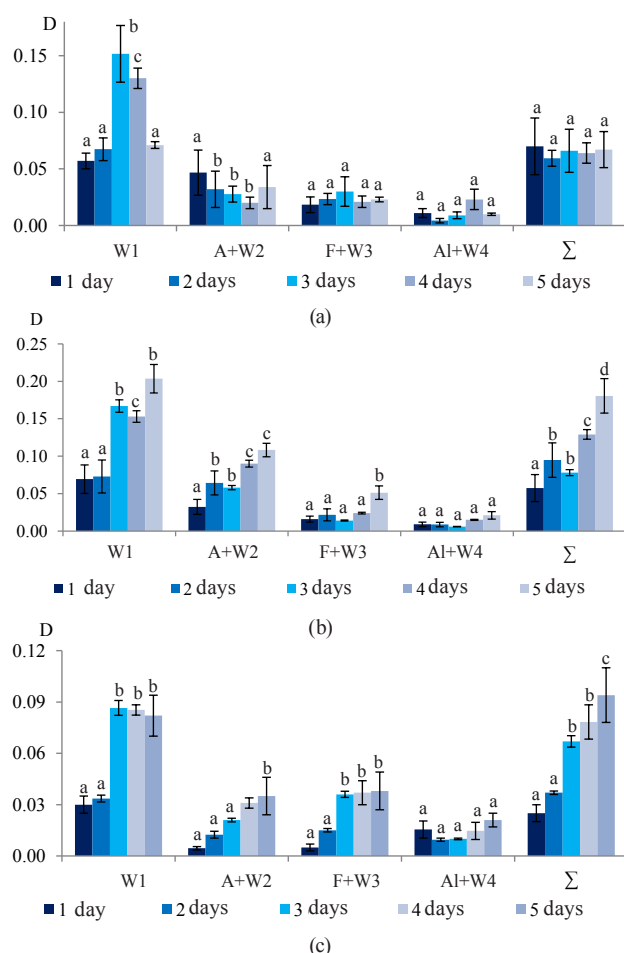 D
b
0.15
c
a a a
a a
0.10
a
b b b
a a a a a
a a a a a
0.05
0.00
W1 A+W2 F+W3 Al+W4 Σ
1 day 2 days 3 days 4 days 5 days
(a)
D
0.25
b
d
0.20
b
c
c
0.15
c
c
b
a a
b
b
0.10
b
a
b
a
0.05
a a a a
a a a a a
0.00
W1 A+W2 F+W3 Al+W4 Σ
1 day 2 days 3 days 4 days 5 days
(b)
D
0.12
c
b b b
b
0.09
b
b
b b b
0.06
a a
a a a a
a a
a a a a a
a a
0.03
0.00
W1 A+W2 F+W3 Al+W4 Σ
1 day 2 days 3 days 4 days 5 days
(c)